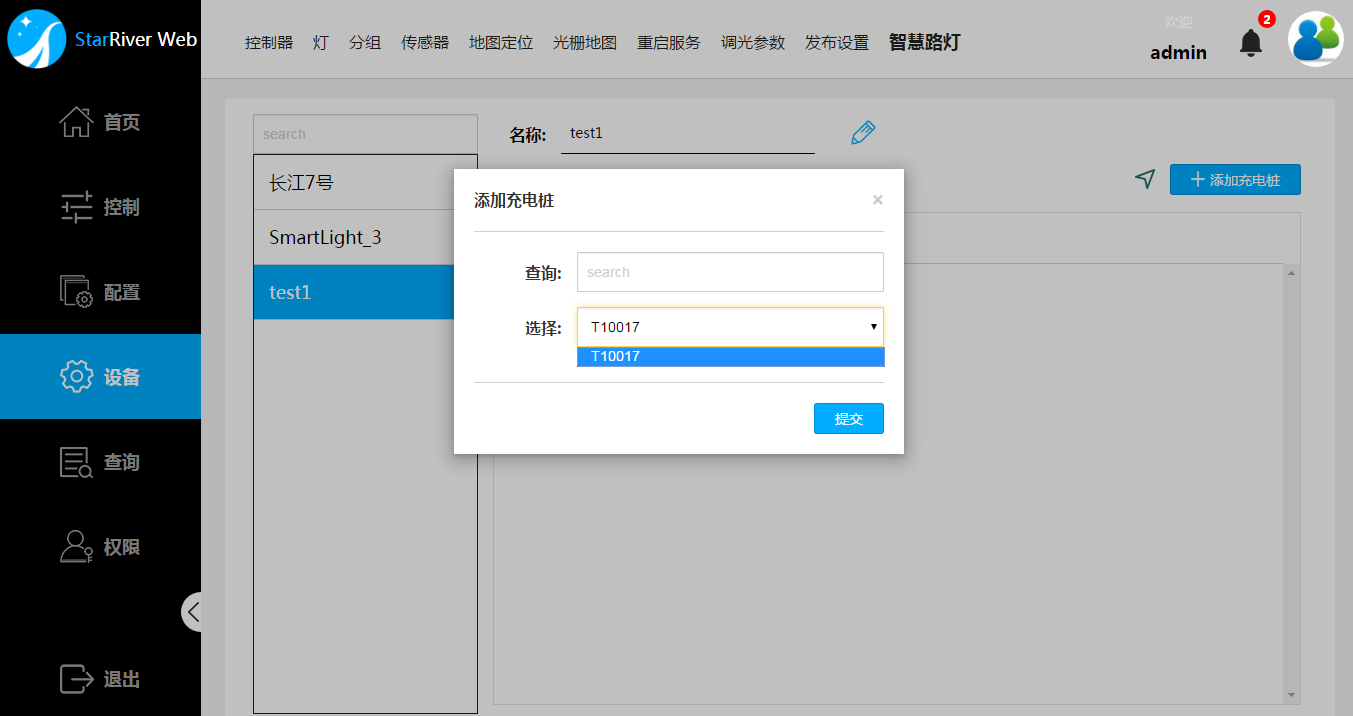 StarRiver Web
控制器 灯 分组 传感器 地图定位 光栅地图 重启服务 调光参数 发布设置 智慧路灯
欢迎
admin
2
首页
控制
配置
设备
查询
权限
退出
search
长江7号
SmartLight_3
test1
名称: test1
添加充电桩
添加充电桩 ×
查询: search
选择: T10017
T10017
提交